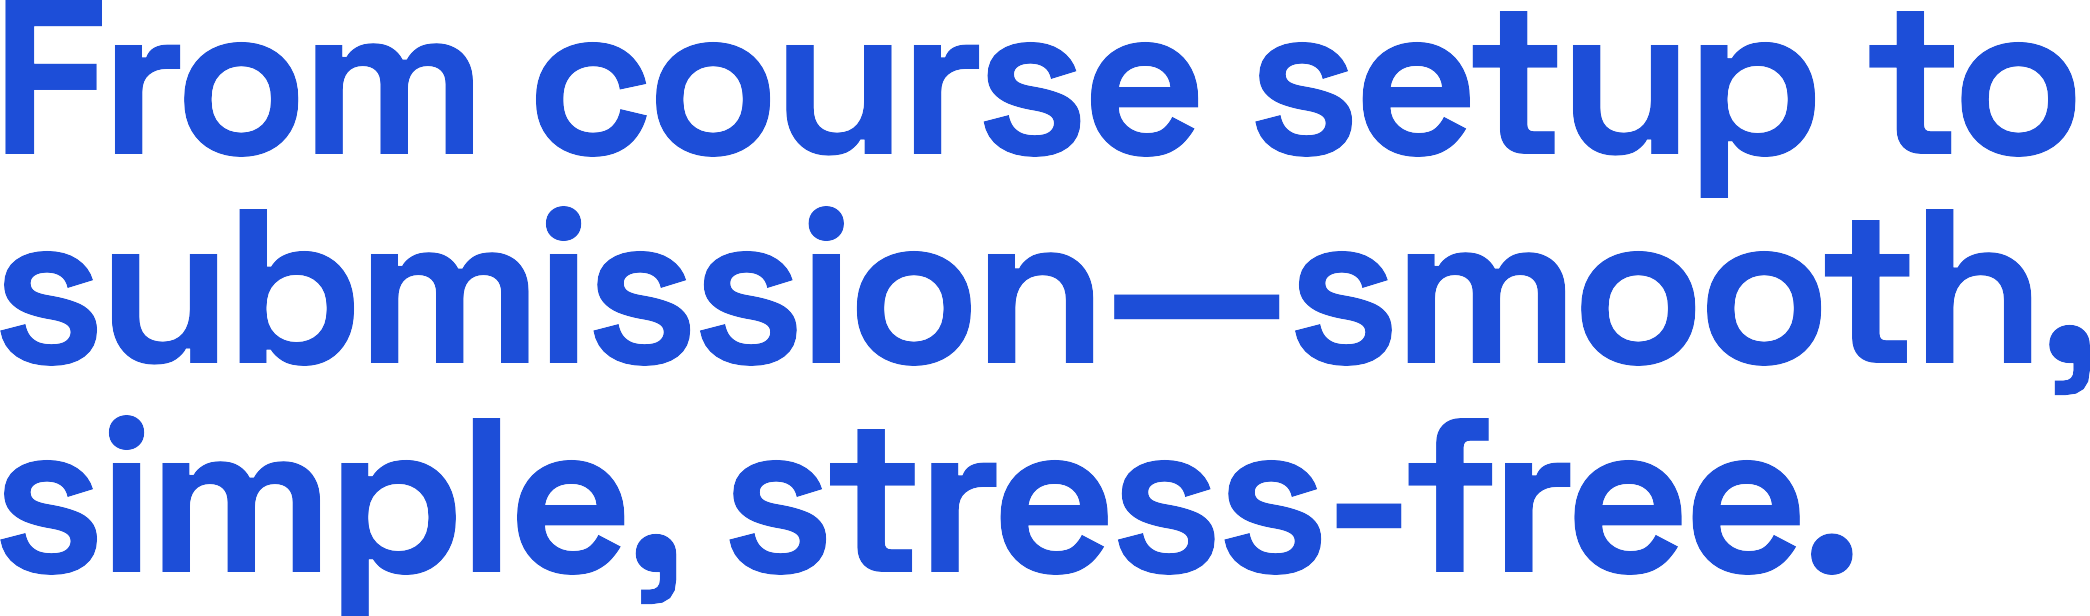 From course setup to
submission—smooth,
simple, stress-free.